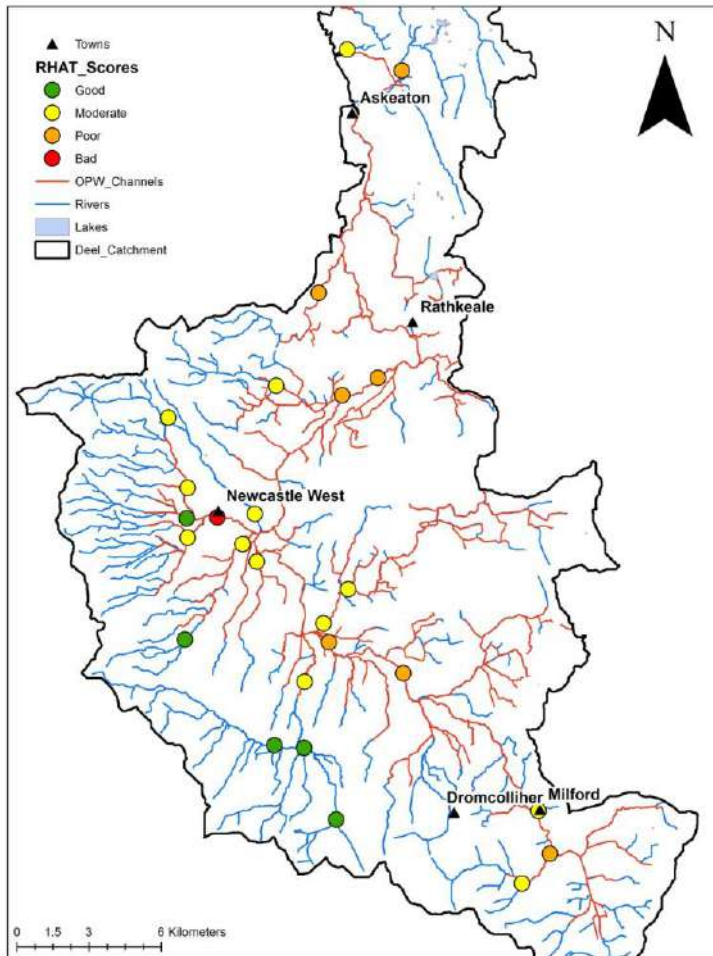 Towns
RHAT_Scores
Good
Moderate
Poor
Bad
OPW_Channels
Rivers
Lakes
Deel_Catchment
N
Askeaton
Rathkeale
Newcastle West
Dromcolliher Milford
0 1.5 3 6 Kilometers